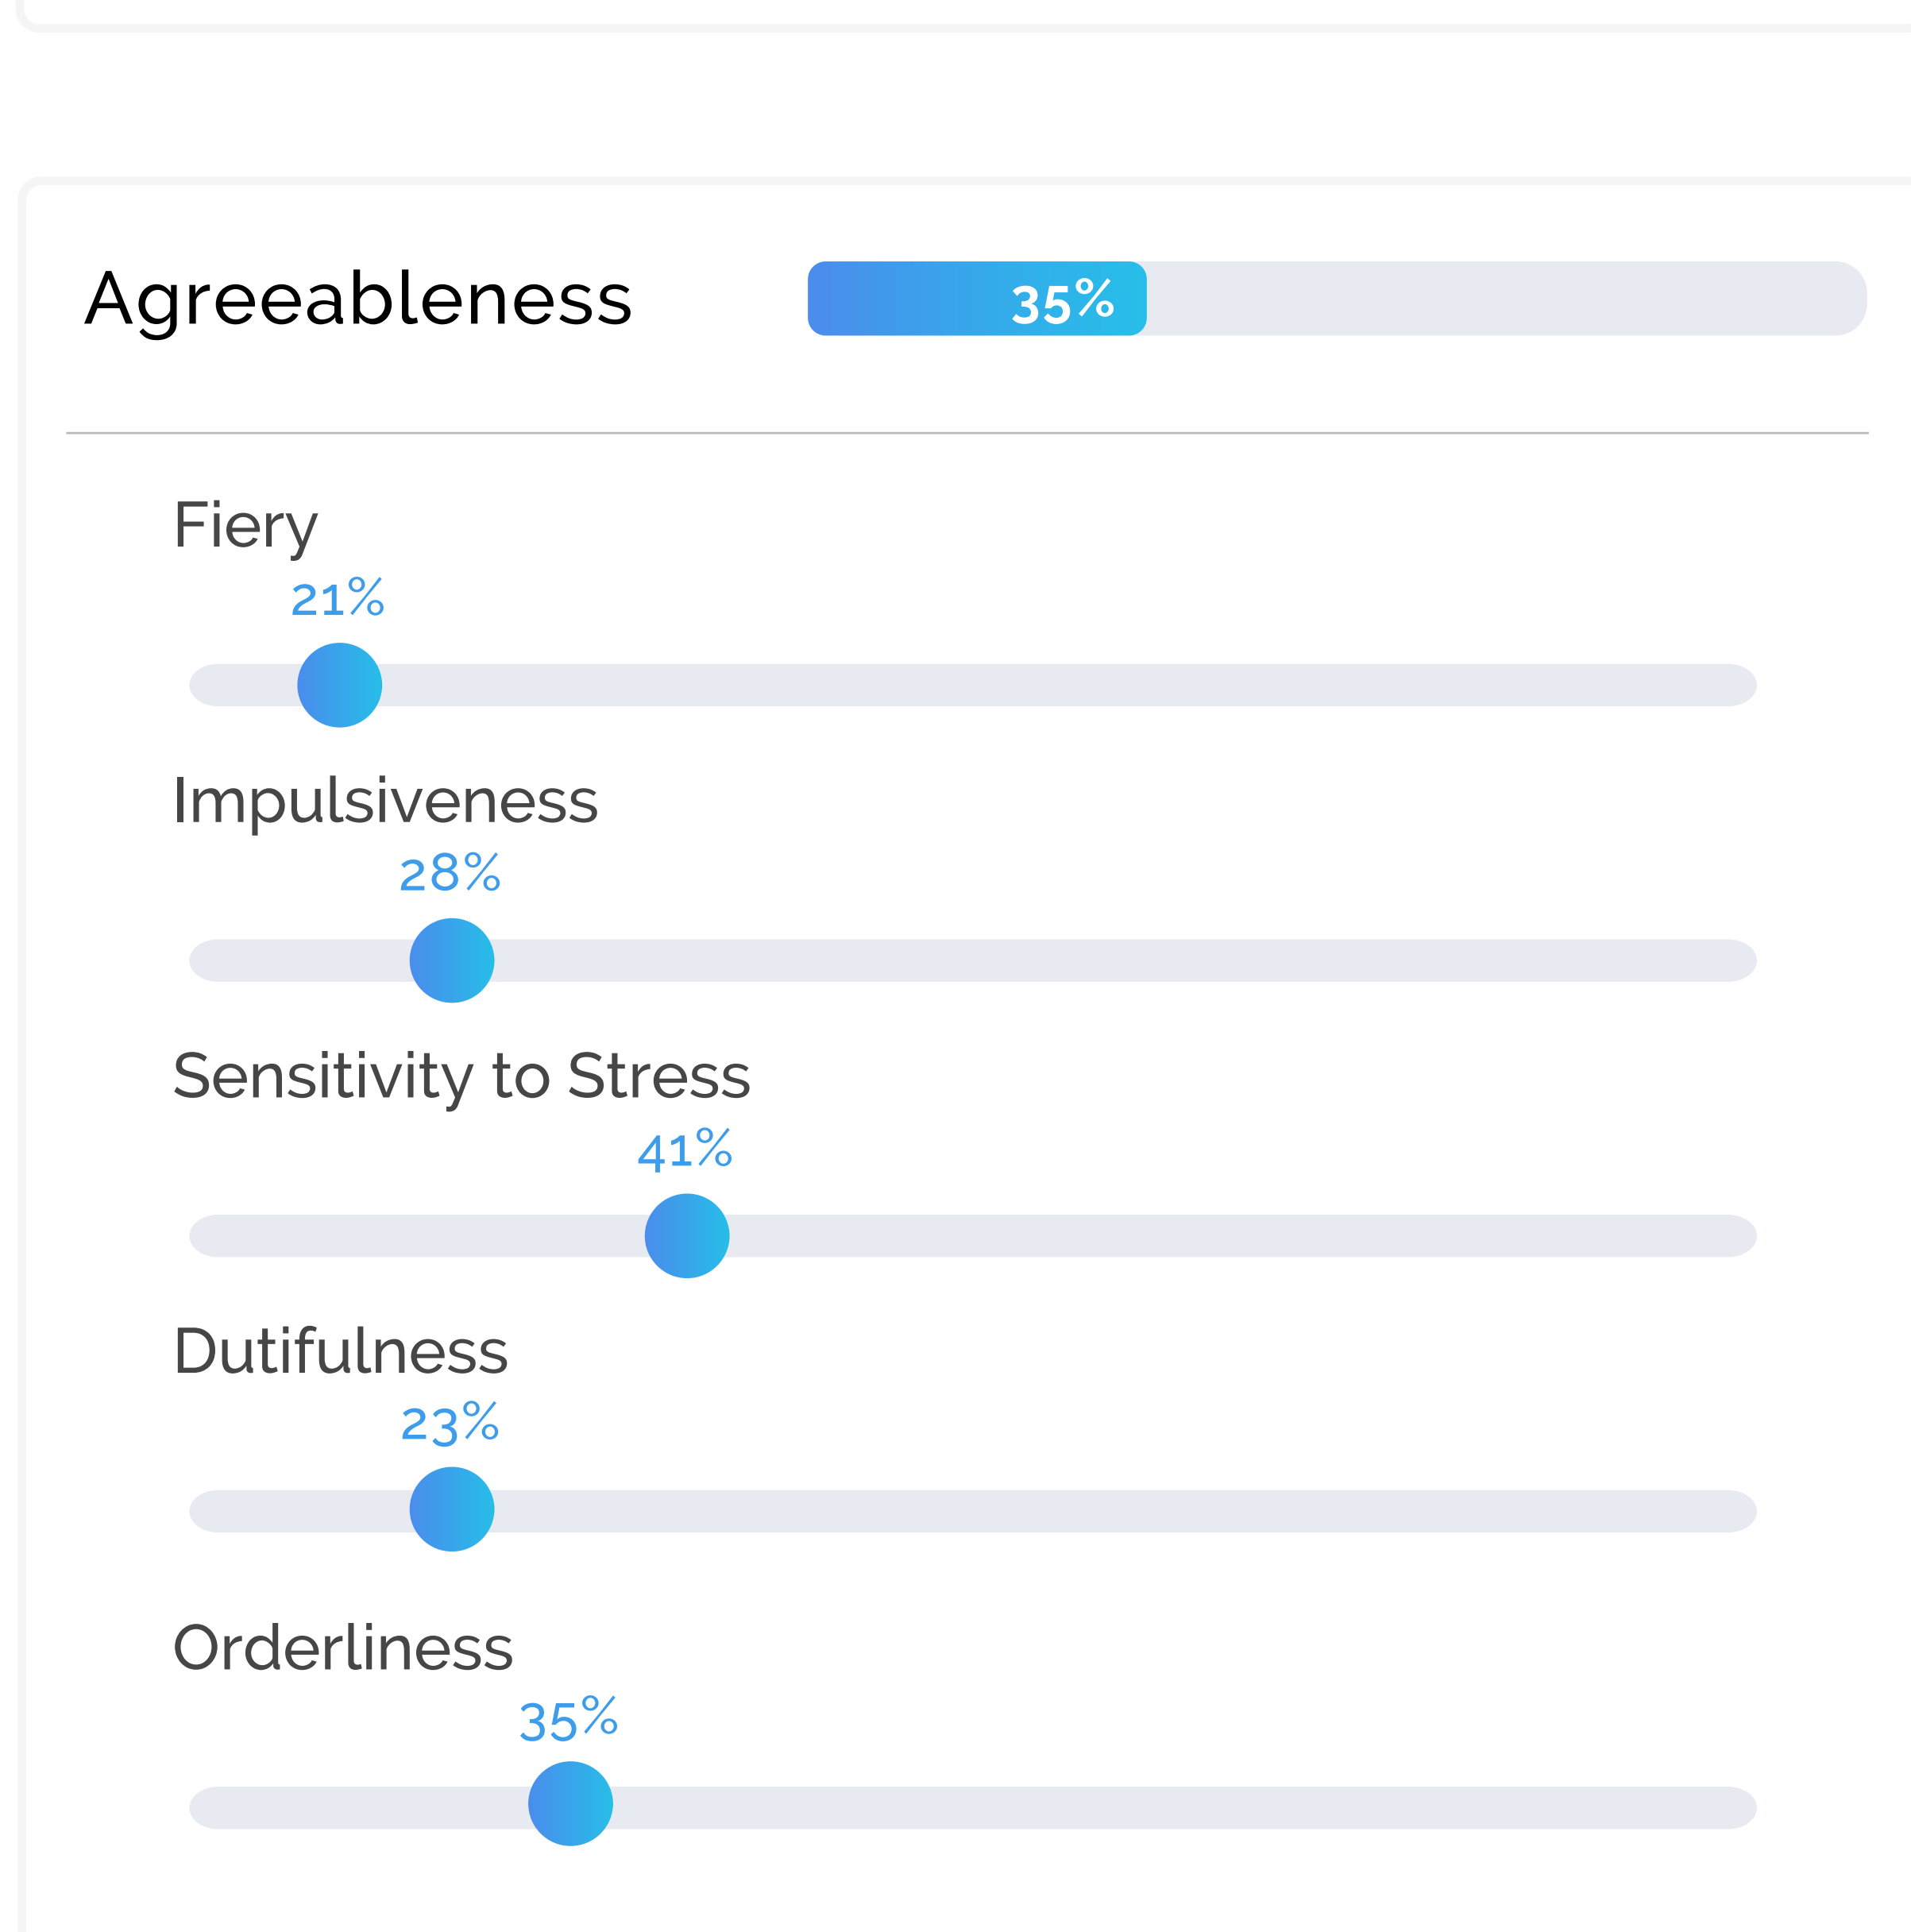 Agreeableness
35%
Fiery
21%
Impulsiveness
28%
Sensitivity to Stress
41%
Dutifulness
23%
Orderliness
35%